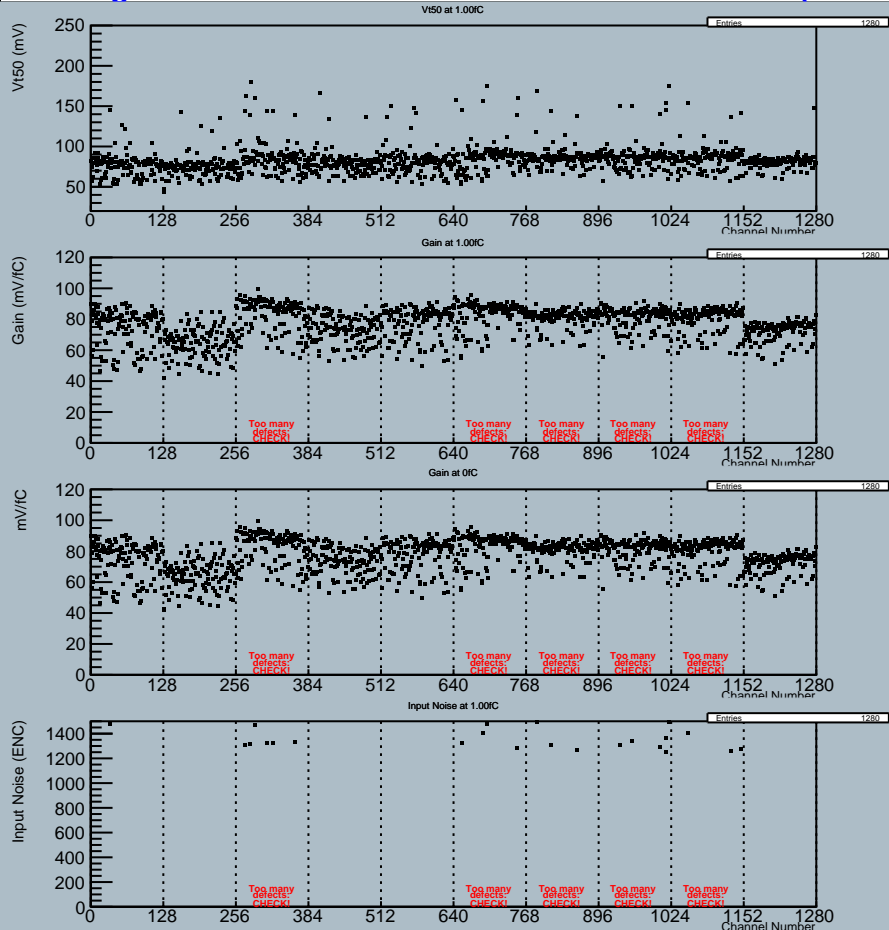 Vt50 at 1.00fC
Entries 1280
Vt50 (mV)
250
200
150
100
50
0 128 256 384 512 640 768 896 1024 1152 1280
Channel Number
Gain at 1.00fC
Entries 1280
Gain (mV/fC)
120
100
80
60
40
20
0
Too many Too many Too many Too many Too many
defects: defects: defects: defects: defects:
CHECK! CHECK! CHECK! CHECK! CHECK!
0 128 256 384 512 640 768 896 1024 1152 1280
Channel Number
Gain at 0fC
Entries 1280
mV/fC
120
100
80
60
40
20
0
Too many Too many Too many Too many Too many
defects: defects: defects: defects: defects:
CHECK! CHECK! CHECK! CHECK! CHECK!
0 128 256 384 512 640 768 896 1024 1152 1280
Channel Number
Input Noise at 1.00fC
Entries 1280
Input Noise (ENC)
1400
1200
1000
800
600
400
200
0
Too many Too many Too many Too many Too many
defects: defects: defects: defects: defects:
CHECK! CHECK! CHECK! CHECK! CHECK!
0 128 256 384 512 640 768 896 1024 1152 1280
Channel Number